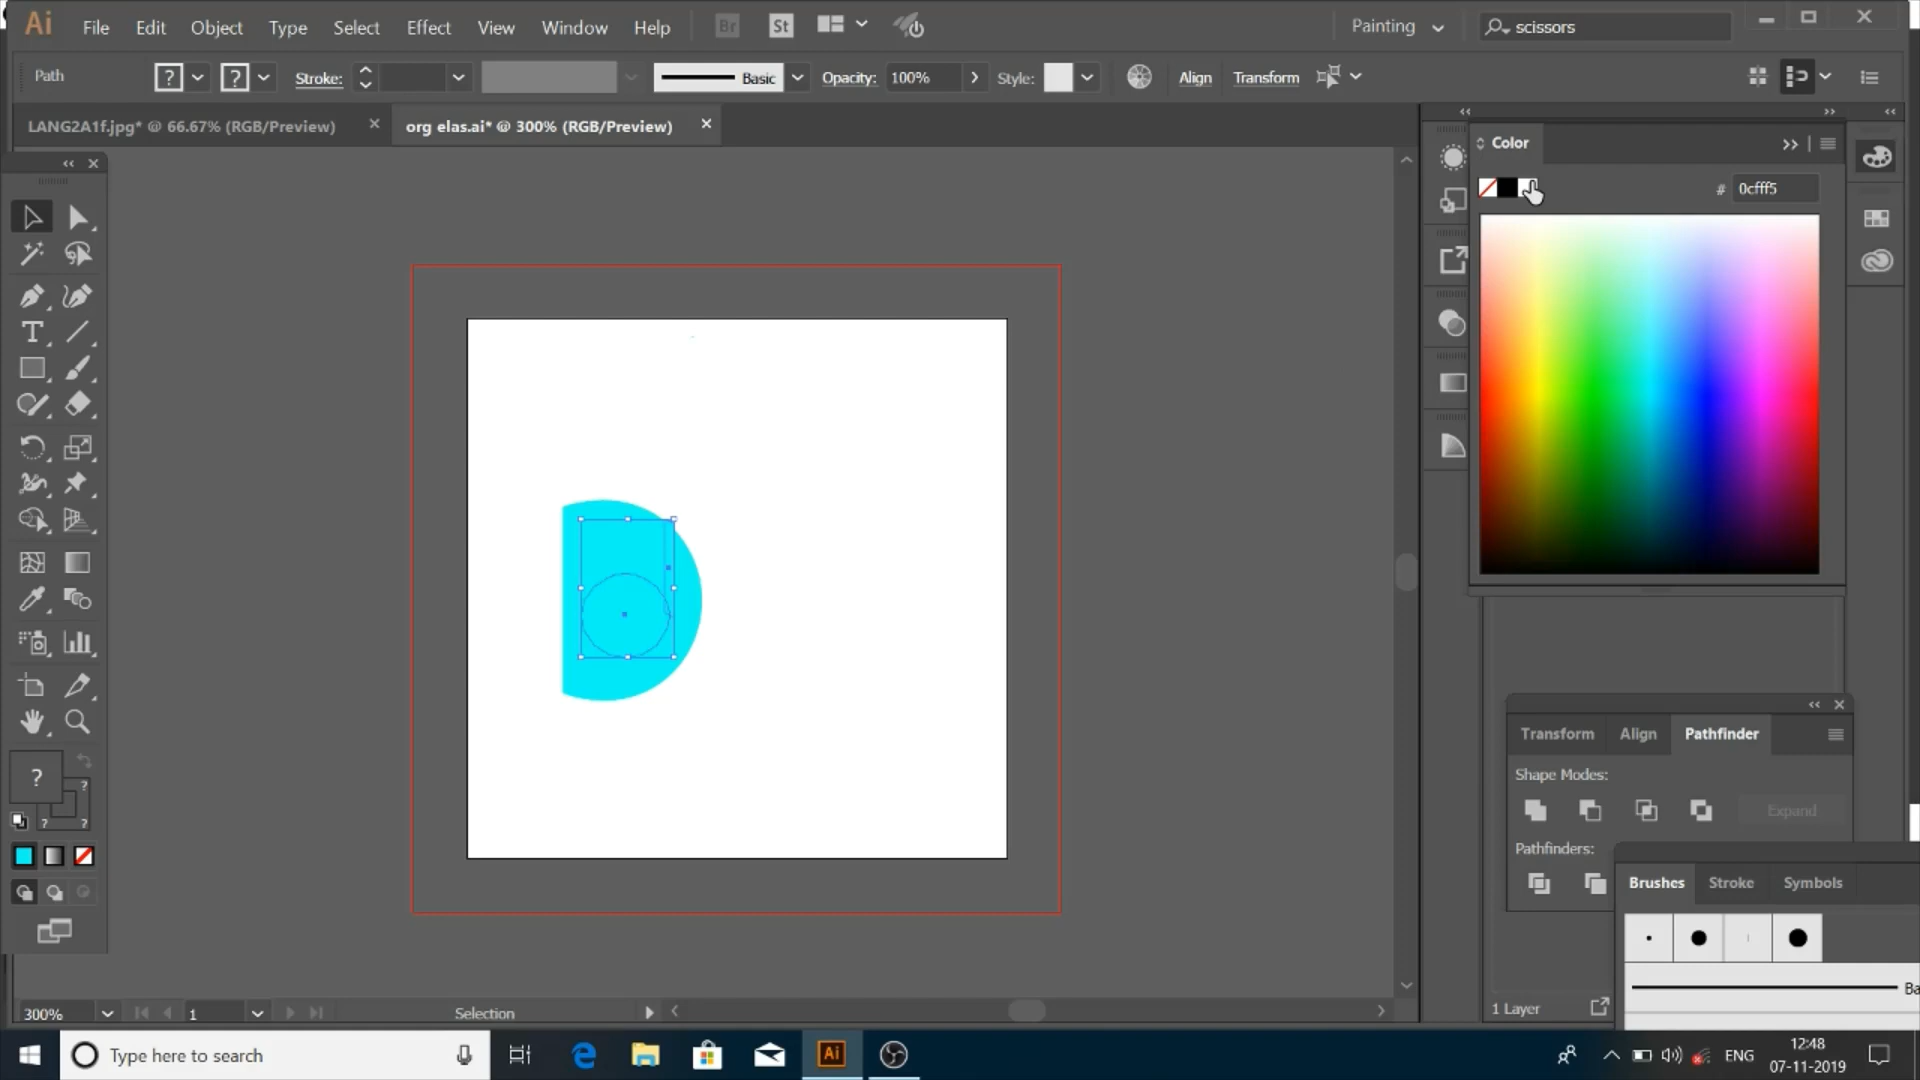 Ai File Edit Object Type Select Effect View Window Help Br St Painting scissors
Path ? ? Stroke: Basic Opacity: 100% Style: Align Transform
LANG2A1f.jpg* @ 66.67% (RGB/Preview) org elas.ai* @ 300% (RGB/Preview)
Color
# 0cfff5
T
Transform Align Pathfinder
Shape Modes:
Expand
Pathfinders:
Brushes Stroke Symbols
?
?
? ?
Ba
300% 1 Selection
1 Layer
Type here to search
Ai
ENG
12:48
07-11-2019